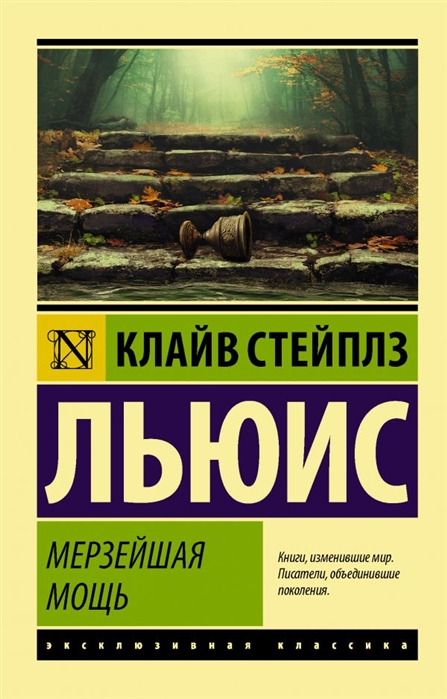 N
КЛАЙВ СТЕЙПЛЗ
ЛЬЮИС
МЕРЗЕЙШАЯ
МОЩЬ
Книги, изменившие мир.
Писатели, объединившие
поколения.
эксклюзивная классика